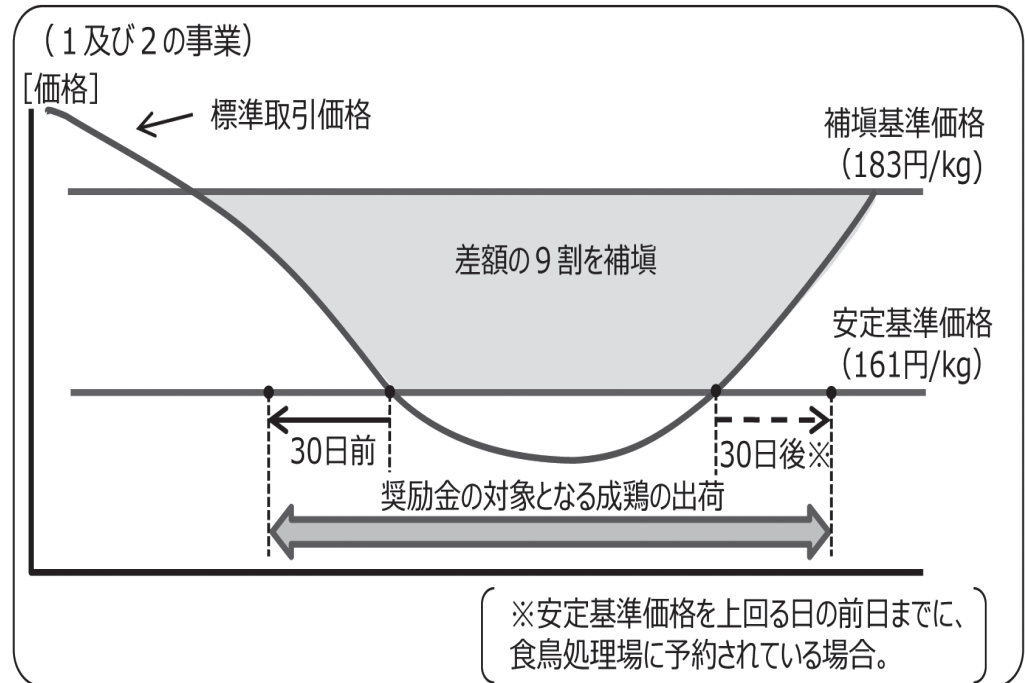 （１及び２の事業）
［価格］
標準取引価格
補塡基準価格
（183円/kg）
差額の９割を補塡
安定基準価格
（161円/kg）
30日前
30日後※
奨励金の対象となる成鶏の出荷
※安定基準価格を上回る日の前日までに、
食鳥処理場に予約されている場合。